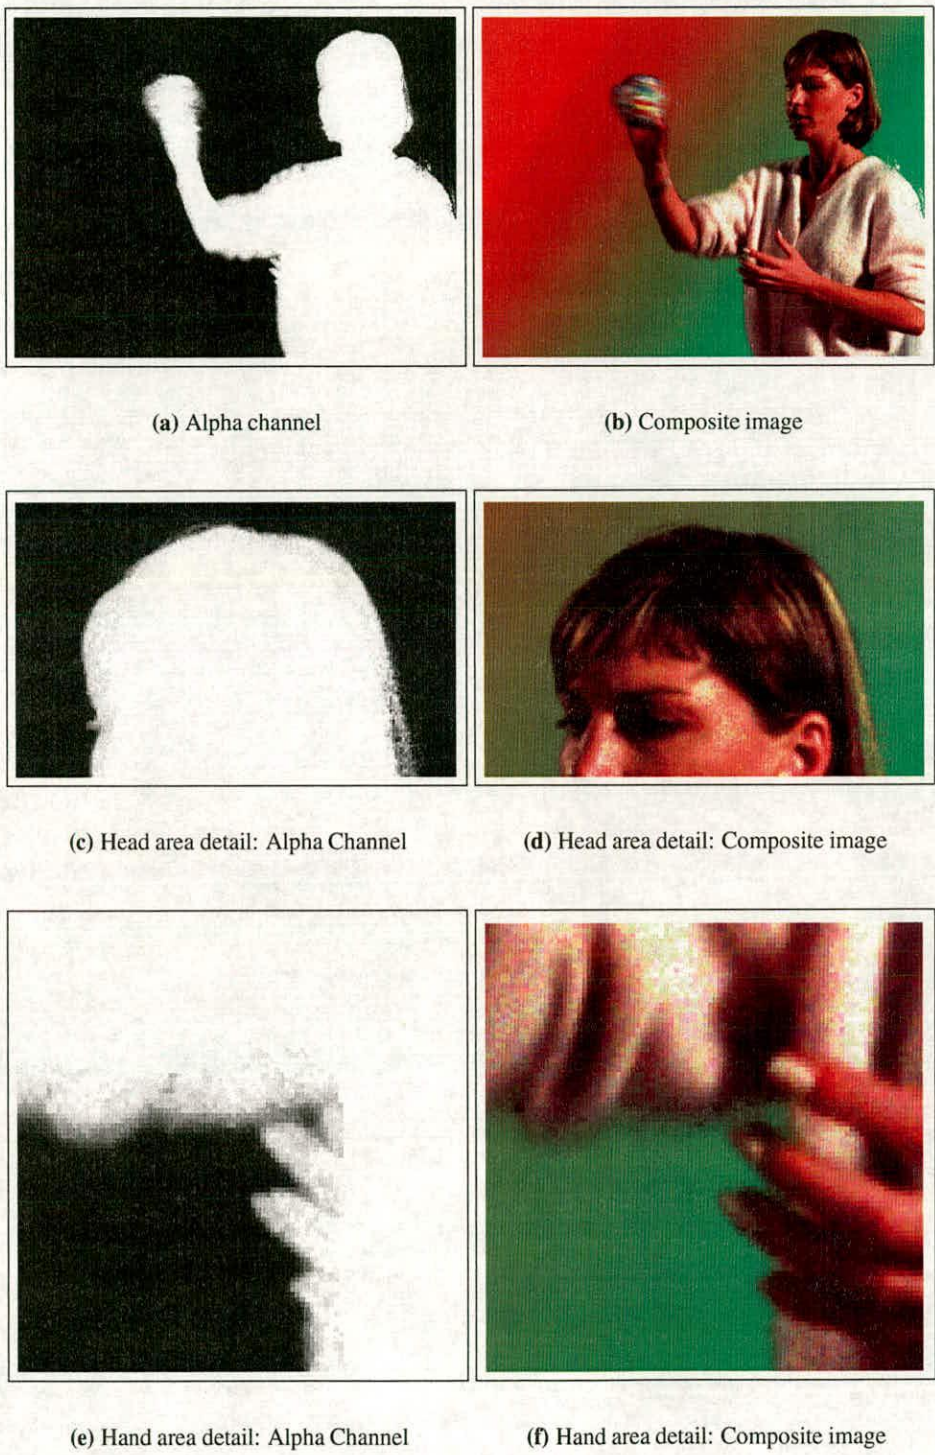 (a) Alpha channel
(b) Composite image
(c) Head area detail: Alpha Channel
(d) Head area detail: Composite image
(e) Hand area detail: Alpha Channel
(f) Hand area detail: Composite image